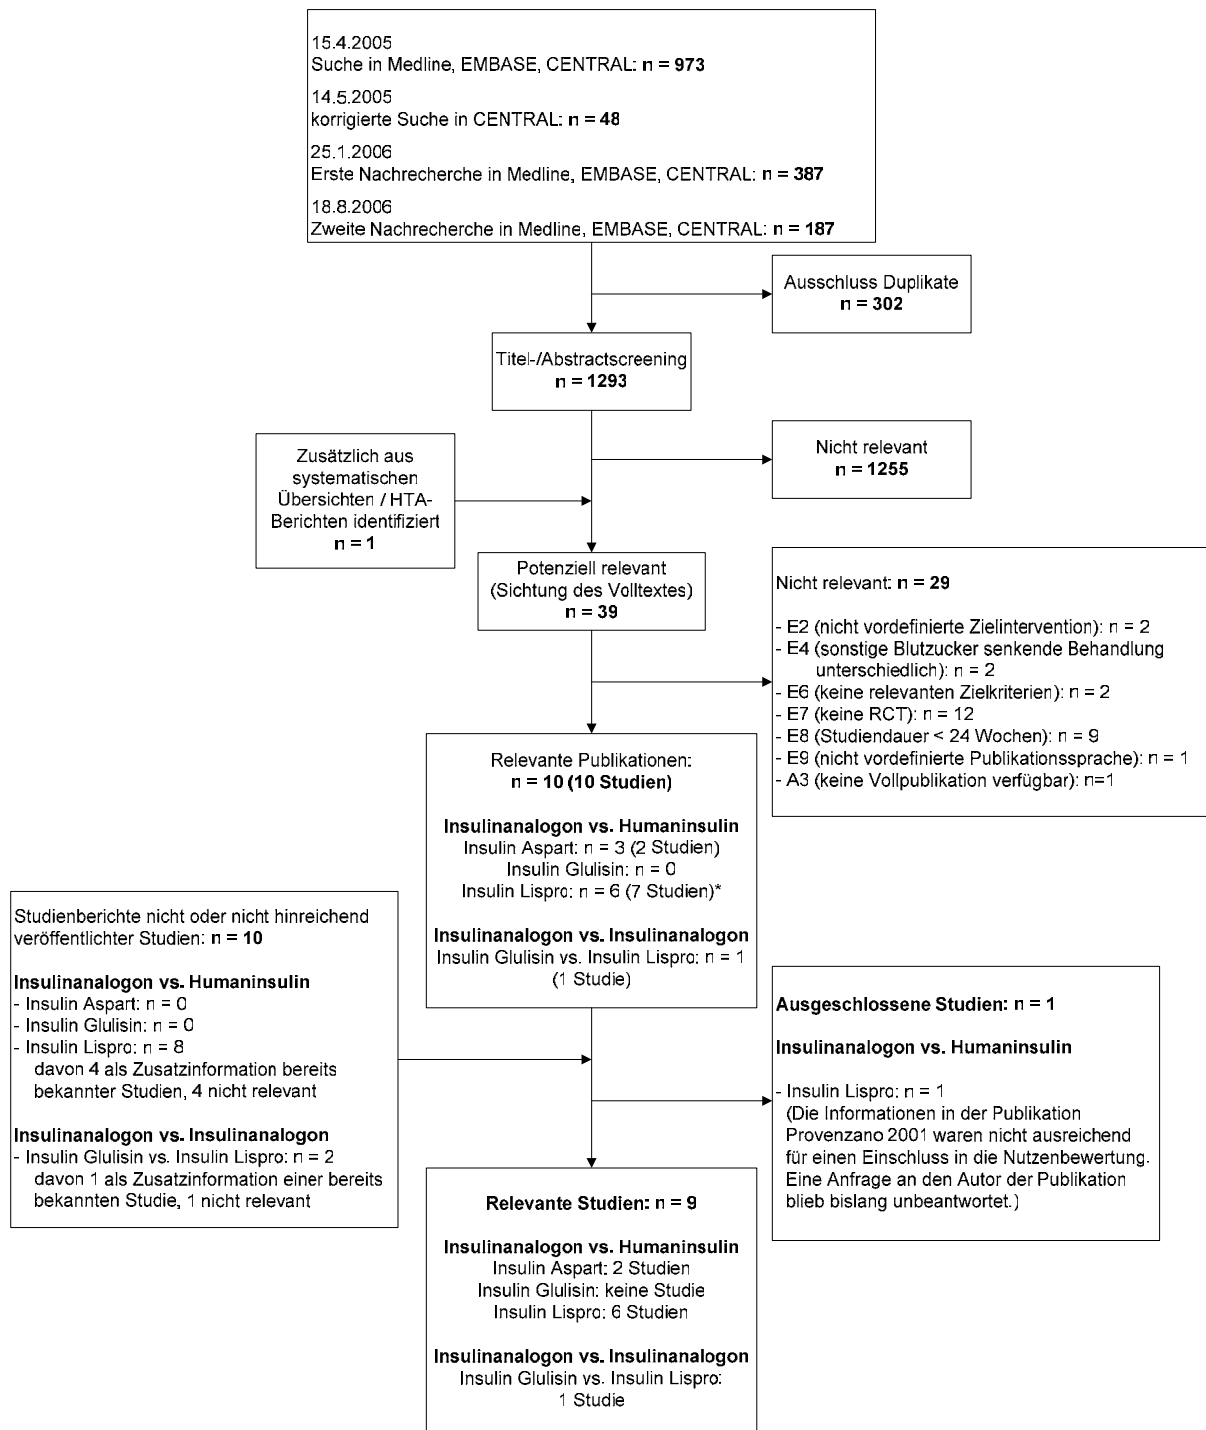 15.4.2005
Suche in Medline, EMBASE, CENTRAL: n = 973
14.5.2005
korrigierte Suche in CENTRAL: n = 48
25.1.2006
Erste Nachrecherche in Medline, EMBASE, CENTRAL: n = 387
18.8.2006
Zweite Nachrecherche in Medline, EMBASE, CENTRAL: n = 187
Ausschluss Duplikate
n = 302
Titel-/Abstractscreening
n = 1293
Nicht relevant
n = 1255
Zusätzlich aus
systematischen
Übersichten / HTA-
Berichten identifiziert
n = 1
Potenziell relevant
(Sichtung des Volltextes)
n = 39
Nicht relevant: n = 29
- E2 (nicht vordefinierte Zielintervention): n = 2
- E4 (sonstige Blutzucker senkende Behandlung
unterschiedlich): n = 2
- E6 (keine relevanten Zielkriterien): n = 2
- E7 (keine RCT): n = 12
- E8 (Studiendauer < 24 Wochen): n = 9
- E9 (nicht vordefinierte Publikationssprache): n = 1
- A3 (keine Vollpublikation verfügbar): n=1
Relevante Publikationen:
n = 10 (10 Studien)
Insulinanalogon vs. Humaninsulin
Insulin Aspart: n = 3 (2 Studien)
Insulin Glulisin: n = 0
Insulin Lispro: n = 6 (7 Studien)*
Insulinanalogon vs. Insulinanalogon
Insulin Glulisin vs. Insulin Lispro: n = 1
(1 Studie)
Studienberichte nicht oder nicht hinreichend
veröffentlichter Studien: n = 10
Insulinanalogon vs. Humaninsulin
- Insulin Aspart: n = 0
- Insulin Glulisin: n = 0
- Insulin Lispro: n = 8
davon 4 als Zusatzinformation bereits
bekannter Studien, 4 nicht relevant
Insulinanalogon vs. Insulinanalogon
- Insulin Glulisin vs. Insulin Lispro: n = 2
davon 1 als Zusatzinformation einer bereits
bekannten Studie, 1 nicht relevant
Ausgeschlossene Studien: n = 1
Insulinanalogon vs. Humaninsulin
- Insulin Lispro: n = 1
(Die Informationen in der Publikation
Provenzano 2001 waren nicht ausreichend
für einen Einschluss in die Nutzenbewertung.
Eine Anfrage an den Autor der Publikation
blieb bislang unbeantwortet.)
Relevante Studien: n = 9
Insulinanalogon vs. Humaninsulin
Insulin Aspart: 2 Studien
Insulin Glulisin: keine Studie
Insulin Lispro: 6 Studien
Insulinanalogon vs. Insulinanalogon
Insulin Glulisin vs. Insulin Lispro:
1 Studie